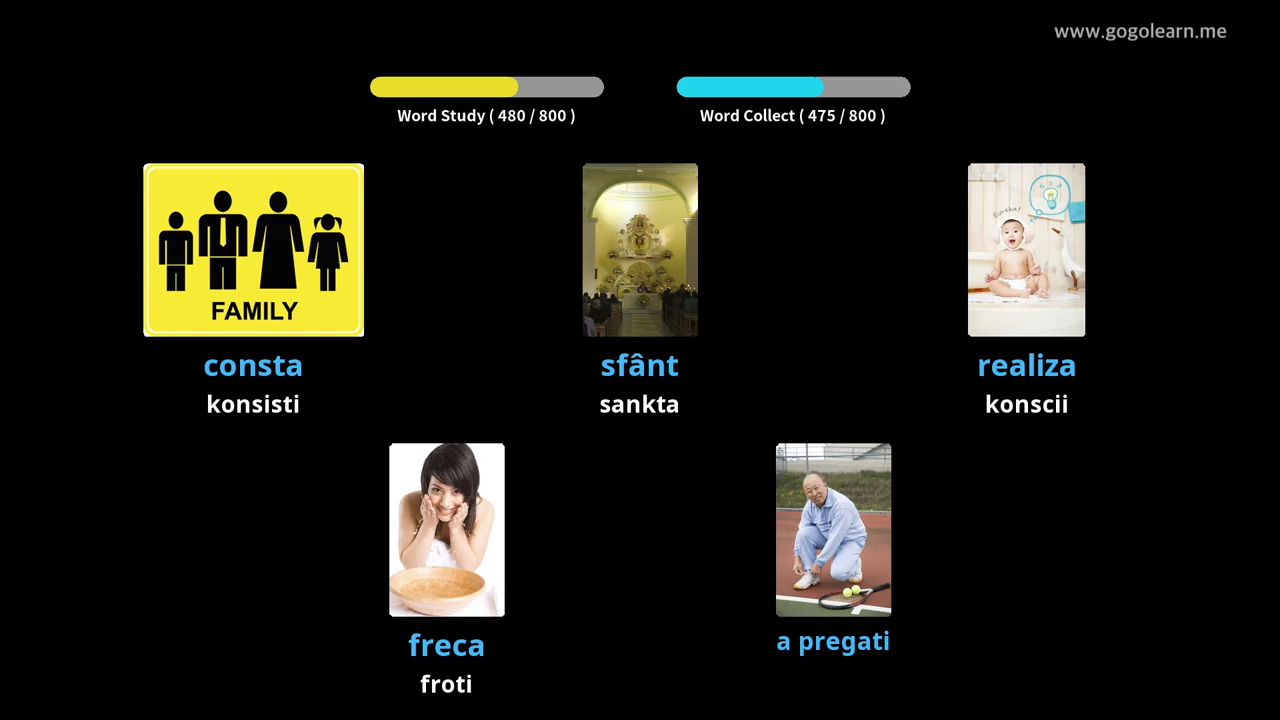 www.gogolearn.me
Word Study ( 480 / 800 )
Word Collect ( 475 / 800 )
FAMILY
Eureka!
consta
konsisti
sfânt
sankta
realiza
konscii
freca
froti
a pregati